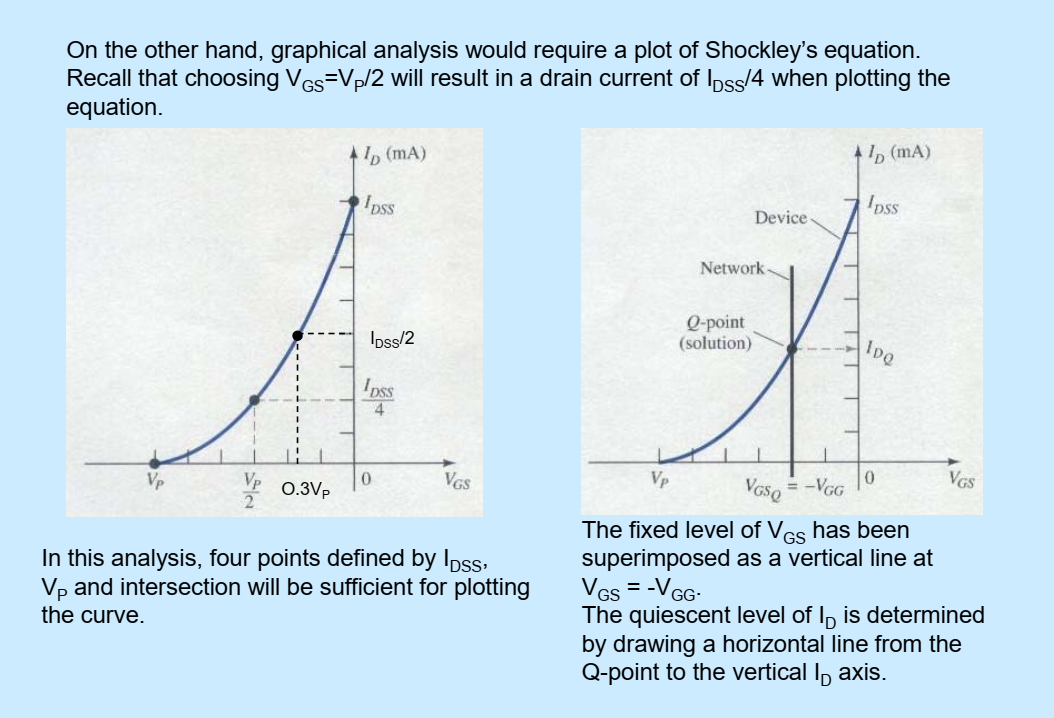 On the other hand, graphical analysis would require a plot of Shockley's equation.
Recall that choosing VGS=VP/2 will result in a drain current of IDSS/4 when plotting the
equation.
ID (mA)
IDSS
IDSS/2
IDSS
4
VP
VP
2
0.3VP
0
VGS
ID (mA)
IDSS
Device
Network
Q-point
(solution)
IDQ
VP
VGSQ = -VGG
0
VGS
In this analysis, four points defined by IDSS,
VP and intersection will be sufficient for plotting
the curve.
The fixed level of VGS has been
superimposed as a vertical line at
VGS = -VGG.
The quiescent level of ID is determined
by drawing a horizontal line from the
Q-point to the vertical ID axis.